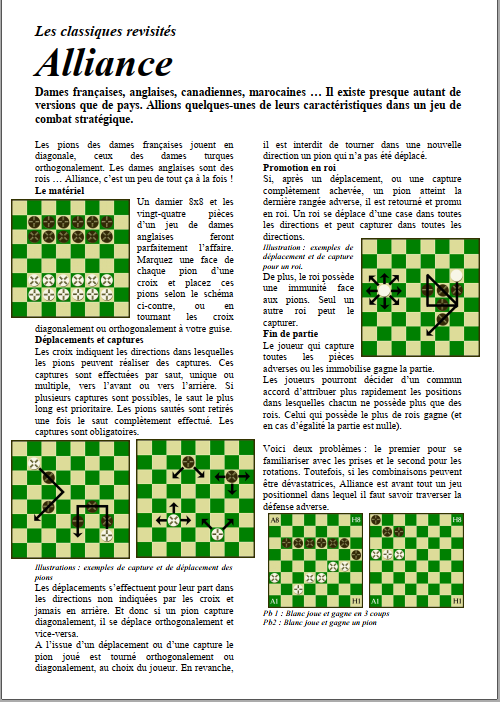 Les classiques revisités
Alliance
Dames françaises, anglaises, canadiennes, marocaines … Il existe presque autant de
versions que de pays. Allions quelques-unes de leurs caractéristiques dans un jeu de
combat stratégique.
Les pions des dames françaises jouent en
diagonale, ceux des dames turques
orthogonalement. Les dames anglaises sont des
rois … Alliance, c’est un peu de tout ça à la fois !
Le matériel
Un damier 8x8 et les
vingt-quatre pièces
d’un jeu de dames
anglaises feront
parfaitement l’affaire.
Marquez une face de
chaque pion d’une
croix et placez ces
pions selon le schéma
ci-contre, ou en
tournant les croix
diagonalement ou orthogonalement à votre guise.
Déplacements et captures
Les croix indiquent les directions dans lesquelles
les pions peuvent réaliser des captures. Ces
captures sont effectuées par saut, unique ou
multiple, vers l’avant ou vers l’arrière. Si
plusieurs captures sont possibles, le saut le plus
long est prioritaire. Les pions sautés sont retirés
une fois le saut complètement effectué. Les
captures sont obligatoires.
Illustrations : exemples de capture et de déplacement des
pions
Les déplacements s’effectuent pour leur part dans
les directions non indiquées par les croix et
jamais en arrière. Et donc si un pion capture
diagonalement, il se déplace orthogonalement et
vice-versa.
A l’issue d’un déplacement ou d’une capture le
pion joué est tourné orthogonalement ou
diagonalement, au choix du joueur. En revanche,
il est interdit de tourner dans une nouvelle
direction un pion qui n’a pas été déplacé.
Promotion en roi
Si, après un déplacement, ou une capture
complètement achevée, un pion atteint la
dernière rangée adverse, il est retourné et promu
en roi. Un roi se déplace d’une case dans toutes
les directions et peut capturer dans toutes les
directions.
Illustration : exemples de
déplacement et de capture
pour un roi.
De plus, le roi possède
une immunité face
aux pions. Seul un
autre roi peut le
capturer.
Fin de partie
Le joueur qui capture
toutes les pièces
adverses ou les immobilise gagne la partie.
Les joueurs pourront décider d’un commun
accord d’attribuer plus rapidement les positions
dans lesquelles chacun ne possède plus que des
rois. Celui qui possède le plus de rois gagne (et
en cas d’égalité la partie est nulle).
Voici deux problèmes : le premier pour se
familiariser avec les prises et le second pour les
rotations. Toutefois, si les combinaisons peuvent
être dévastatrices, Alliance est avant tout un jeu
positionnel dans lequel il faut savoir traverser la
défense adverse.
A8 H8 H8
A1 H1 A1 H1
Pb 1 : Blanc joue et gagne en 3 coups
Pb2 : Blanc joue et gagne un pion